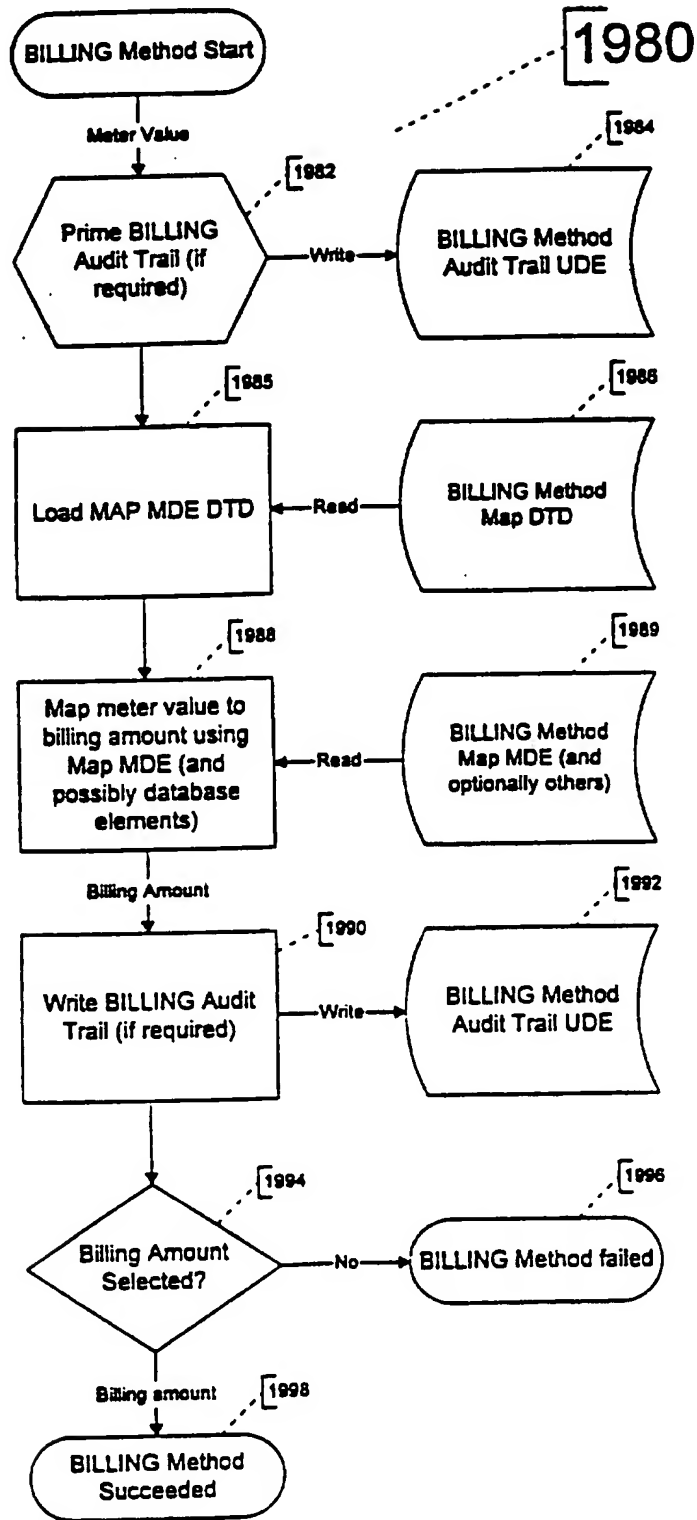 1980
BILLING Method Start
Meter Value
1982
1984
Prime BILLING
Audit Trail (if
required)
Write
BILLING Method
Audit Trail UDE
1985
1986
Load MAP MDE DTD
Read
BILLING Method
Map DTD
1988
1989
Map meter value to
billing amount using
Map MDE (and
possibly database
elements)
Read
BILLING Method
Map MDE (and
optionally others)
Billing Amount
1990
1992
Write BILLING Audit
Trail (if required)
Write
BILLING Method
Audit Trail UDE
1994
1996
Billing Amount
Selected?
No
BILLING Method failed
Billing amount
1998
BILLING Method
Succeeded